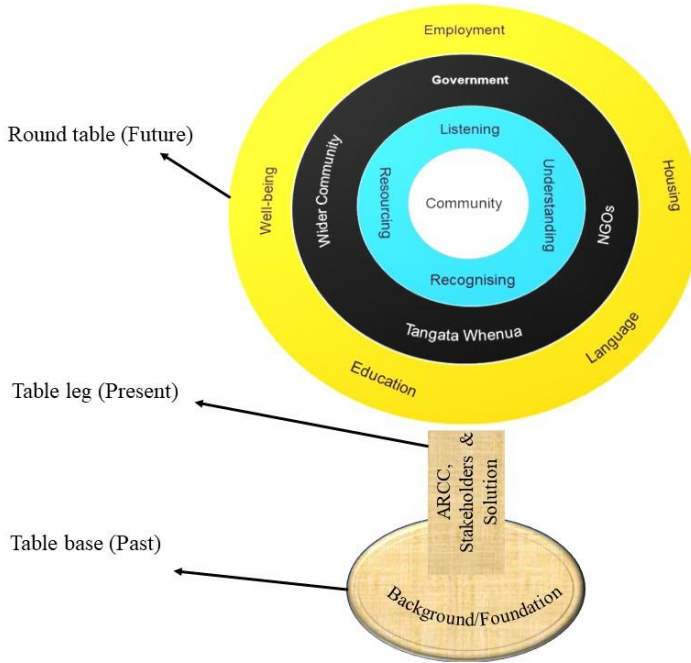 Employment
Government
Round table (Future)
Listening
Well-being
Wider Community
Resourcing
Community
Understanding
NGOs
Housing
Recognising
Tangata Whenua
Language
Education
Table leg (Present)
ARCC,
Stakeholders &
Solution
Table base (Past)
Background/Foundation